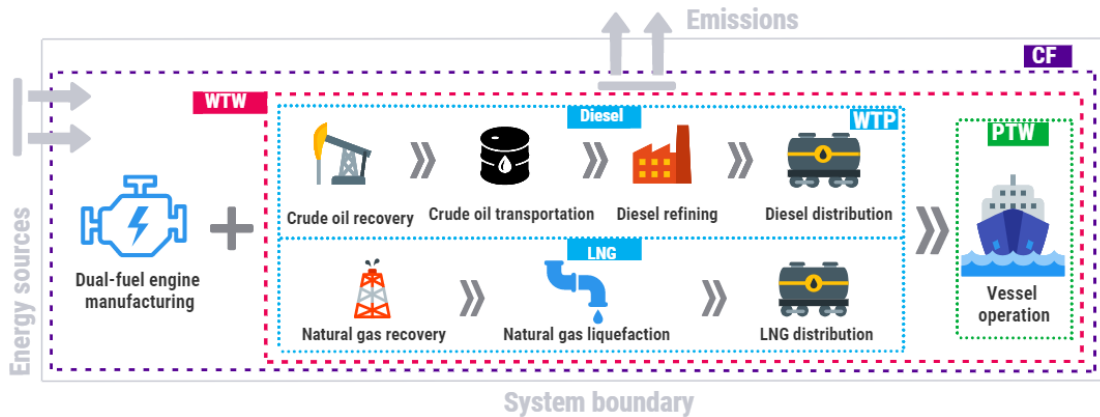 Emissions
CF
WTW
Diesel
WTP
PTW
Crude oil recovery
Crude oil transportation
Diesel refining
Diesel distribution
LNG
Dual-fuel engine
manufacturing
Natural gas recovery
Natural gas liquefaction
LNG distribution
Vessel
operation
Energy sources
System boundary